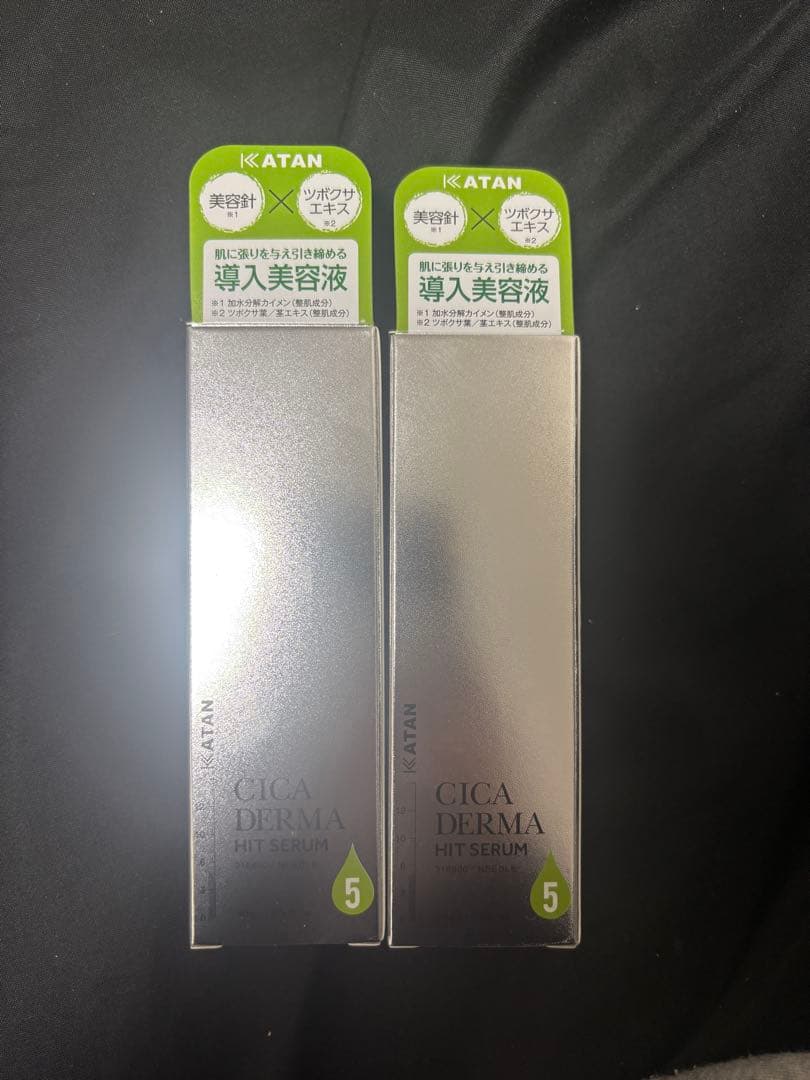 KATAN
美容針
※1
×
ツボクサ
エキス
※2
肌に張りを与え引き締める
導入美容液
※1 加水分解カイメン(整肌成分)
※2 ツボクサ葉/茎エキス(整肌成分)
KATAN
CICA
DERMA
HIT SERUM
5
KATAN
美容針
※1
×
ツボクサ
エキス
※2
肌に張りを与え引き締める
導入美容液
※1 加水分解カイメン(整肌成分)
※2 ツボクサ葉/茎エキス(整肌成分)
KATAN
CICA
DERMA
HIT SERUM
5